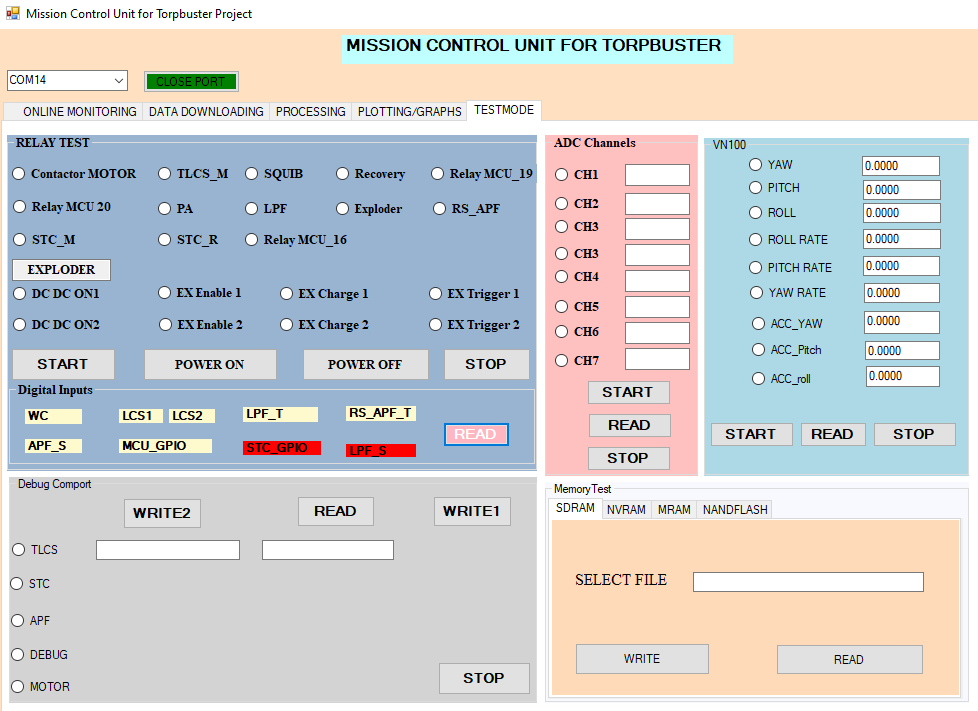 Mission Control Unit for Torpbuster Project
MISSION CONTROL UNIT FOR TORPBUSTER
COM14
CLOSE PORT
ONLINE MONITORING DATA DOWNLOADING PROCESSING PLOTTING/GRAPHS TESTMODE
RELAY TEST
Contactor MOTOR TLCS_M SQUIB Recovery Relay MCU_19
Relay MCU 20 PA LPF Exploder RS_APF
STC_M STC_R Relay MCU_16
EXPLODER
DC DC ON1 EX Enable 1 EX Charge 1 EX Trigger 1
DC DC ON2 EX Enable 2 EX Charge 2 EX Trigger 2
START POWER ON POWER OFF STOP
Digital Inputs
WC LCS1 LCS2 LPF_T RS_APF_T
READ
APF_S MCU_GPIO STC_GPIO LPF_S
ADC Channels
CH1
CH2
CH3
CH3
CH4
CH5
CH6
CH7
START
READ
STOP
VN100
YAW 0.0000
PITCH 0.0000
ROLL 0.0000
ROLL RATE 0.0000
PITCH RATE 0.0000
YAW RATE 0.0000
ACC_YAW 0.0000
ACC_Pitch 0.0000
ACC_roll 0.0000
START READ STOP
Debug Comport
WRITE2 READ WRITE1
TLCS
STC
APF
DEBUG
MOTOR
STOP
MemoryTest
SDRAM NVRAM MRAM NANDFLASH
SELECT FILE
WRITE READ